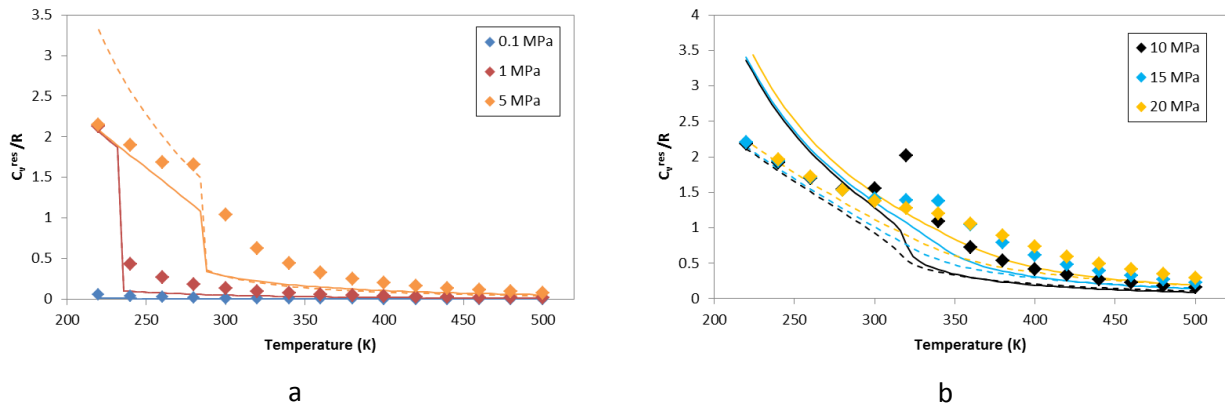 3.5
3
2.5
2
1.5
1
0.5
0
200 250 300 350 400 450 500
Cvres /R
Temperature (K)
0.1 MPa
1 MPa
5 MPa
a
4
3.5
3
2.5
2
1.5
1
0.5
0
200 250 300 350 400 450 500
Cvres /R
Temperature (K)
10 MPa
15 MPa
20 MPa
b